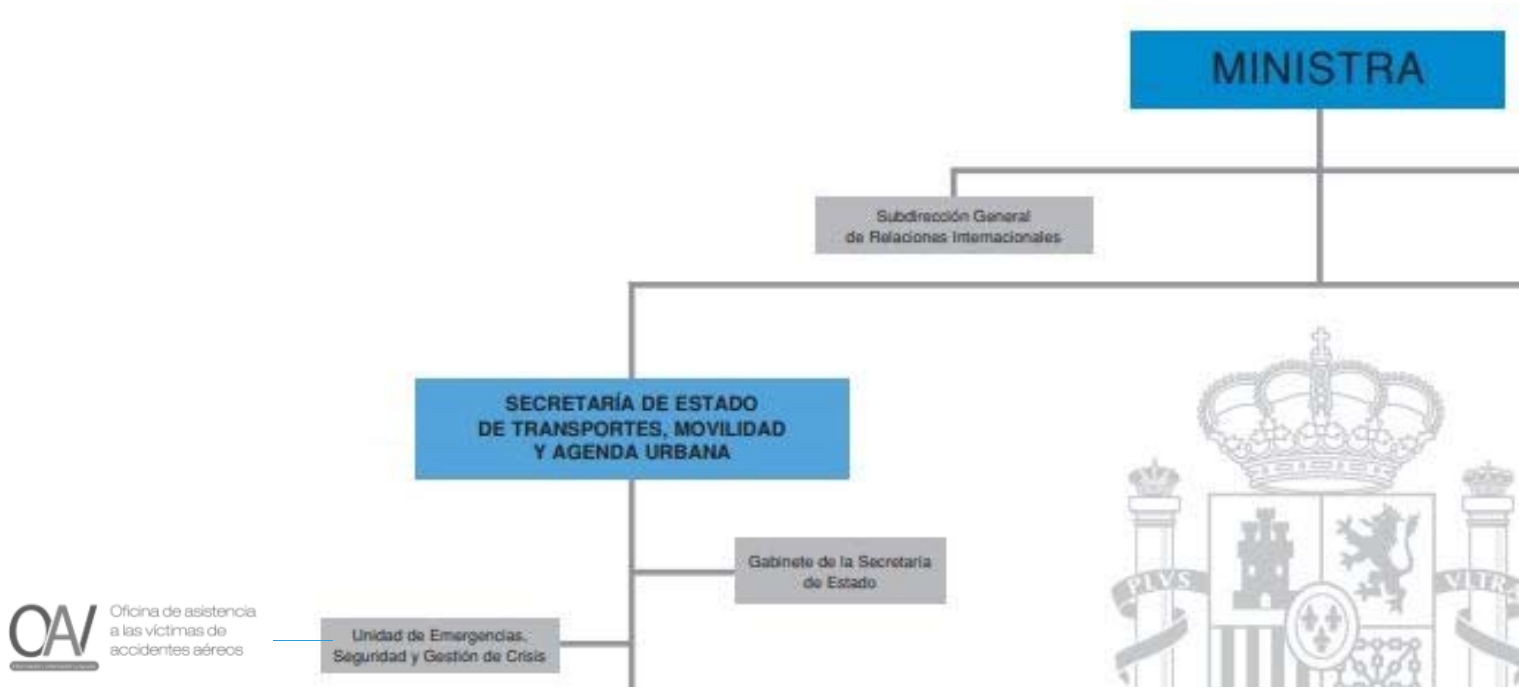 MINISTRA
Subdirección General
de Relaciones Internacionales
SECRETARÍA DE ESTADO
DE TRANSPORTES, MOVILIDAD
Y AGENDA URBANA
Gabinete de la Secretaría
de Estado
OAV
Oficina de asistencia
a las víctimas de
accidentes aéreos
Unidad de Emergencias,
Seguridad y Gestión de Crisis
PLVS
VLTR